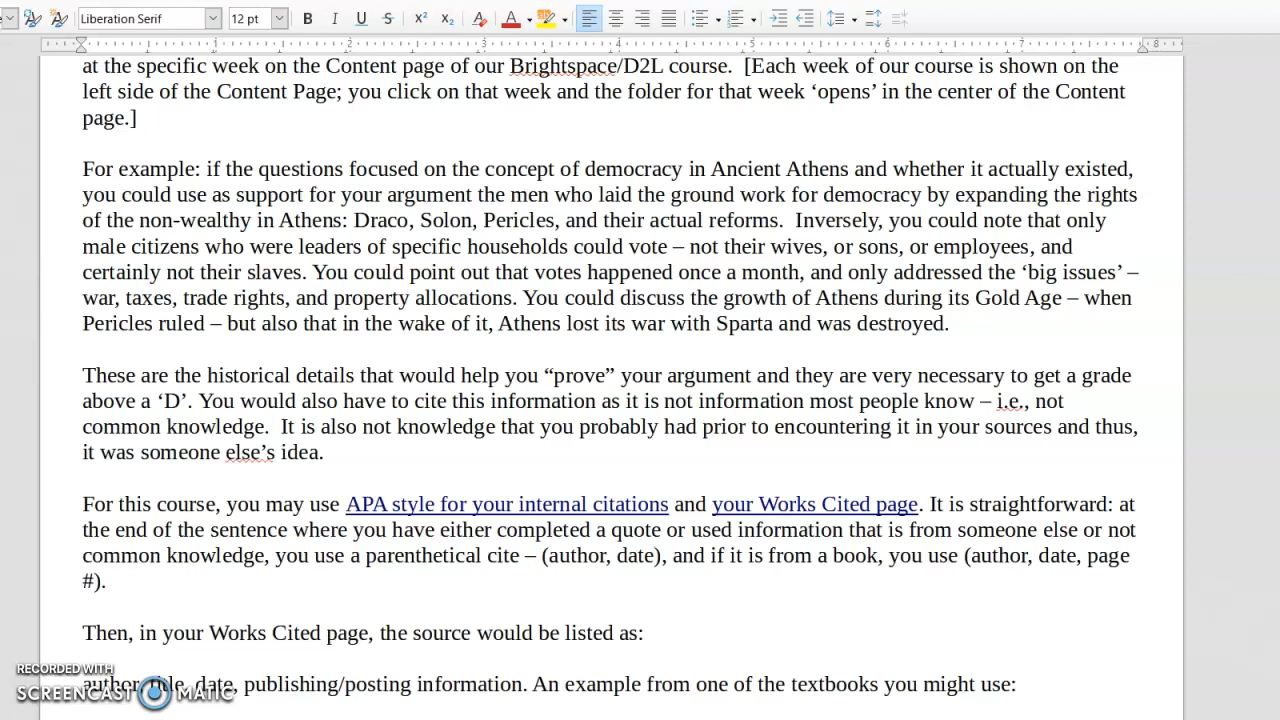 Liberation Serif
12 pt
B I U S X² X₂ A
1 2 3 4 5 6 7 8
at the specific week on the Content page of our Brightspace/D2L course.  [Each week of our course is shown on the
left side of the Content Page; you click on that week and the folder for that week ‘opens’ in the center of the Content
page.]
For example: if the questions focused on the concept of democracy in Ancient Athens and whether it actually existed,
you could use as support for your argument the men who laid the ground work for democracy by expanding the rights
of the non-wealthy in Athens: Draco, Solon, Pericles, and their actual reforms.  Inversely, you could note that only
male citizens who were leaders of specific households could vote – not their wives, or sons, or employees, and
certainly not their slaves. You could point out that votes happened once a month, and only addressed the ‘big issues’ –
war, taxes, trade rights, and property allocations. You could discuss the growth of Athens during its Gold Age – when
Pericles ruled – but also that in the wake of it, Athens lost its war with Sparta and was destroyed.
These are the historical details that would help you “prove” your argument and they are very necessary to get a grade
above a ‘D’. You would also have to cite this information as it is not information most people know – i.e., not
common knowledge.  It is also not knowledge that you probably had prior to encountering it in your sources and thus,
it was someone else’s idea.
For this course, you may use APA style for your internal citations and your Works Cited page. It is straightforward: at
the end of the sentence where you have either completed a quote or used information that is from someone else or not
common knowledge, you use a parenthetical cite – (author, date), and if it is from a book, you use (author, date, page
#).
Then, in your Works Cited page, the source would be listed as:
author, title, date, publishing/posting information. An example from one of the textbooks you might use:
RECORDED WITH
SCREENCAST MATIC